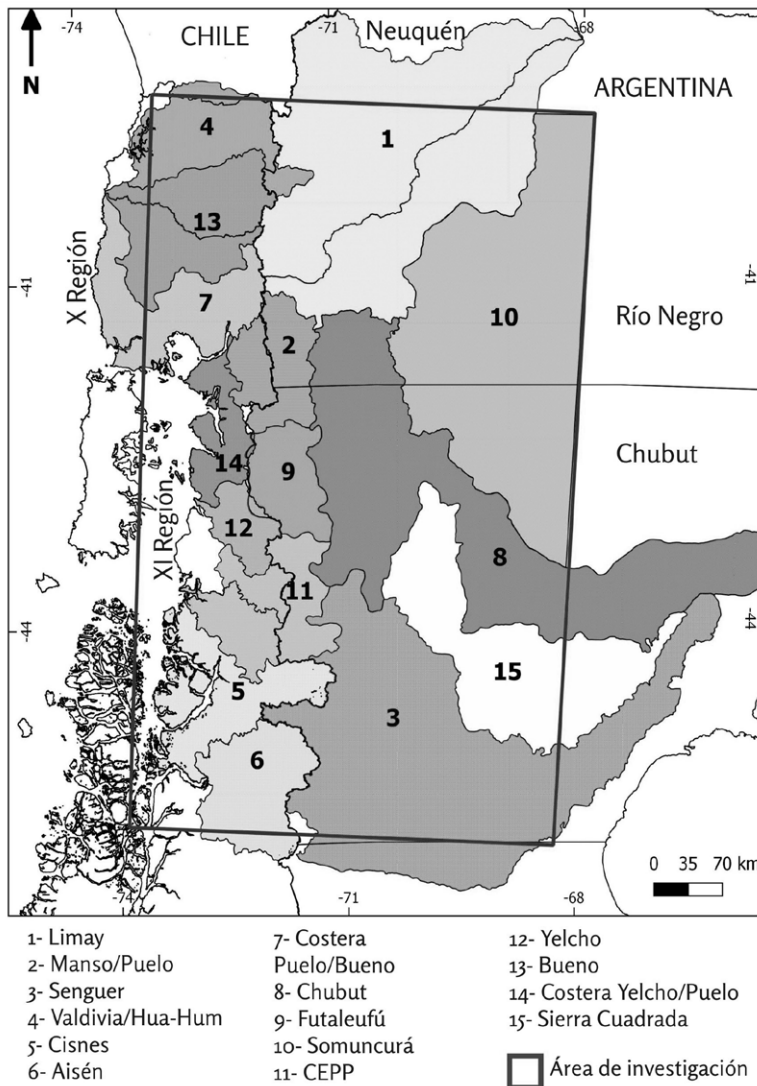 -74
CHILE
-71
Neuquén
-68
N
ARGENTINA
4
1
13
X Región
-41
-41
7
10
2
Río Negro
14
9
Chubut
XI Región
12
8
11
-44
-44
15
5
3
6
0 35 70 km
-74
-71
-68
1- Limay
2- Manso/Puelo
3- Senguer
4- Valdivia/Hua-Hum
5- Cisnes
6- Aisén
7- Costera
Puelo/Bueno
8- Chubut
9- Futaleufú
10- Somuncurá
11- CEPP
12- Yelcho
13- Bueno
14- Costera Yelcho/Puelo
15- Sierra Cuadrada
Área de investigación